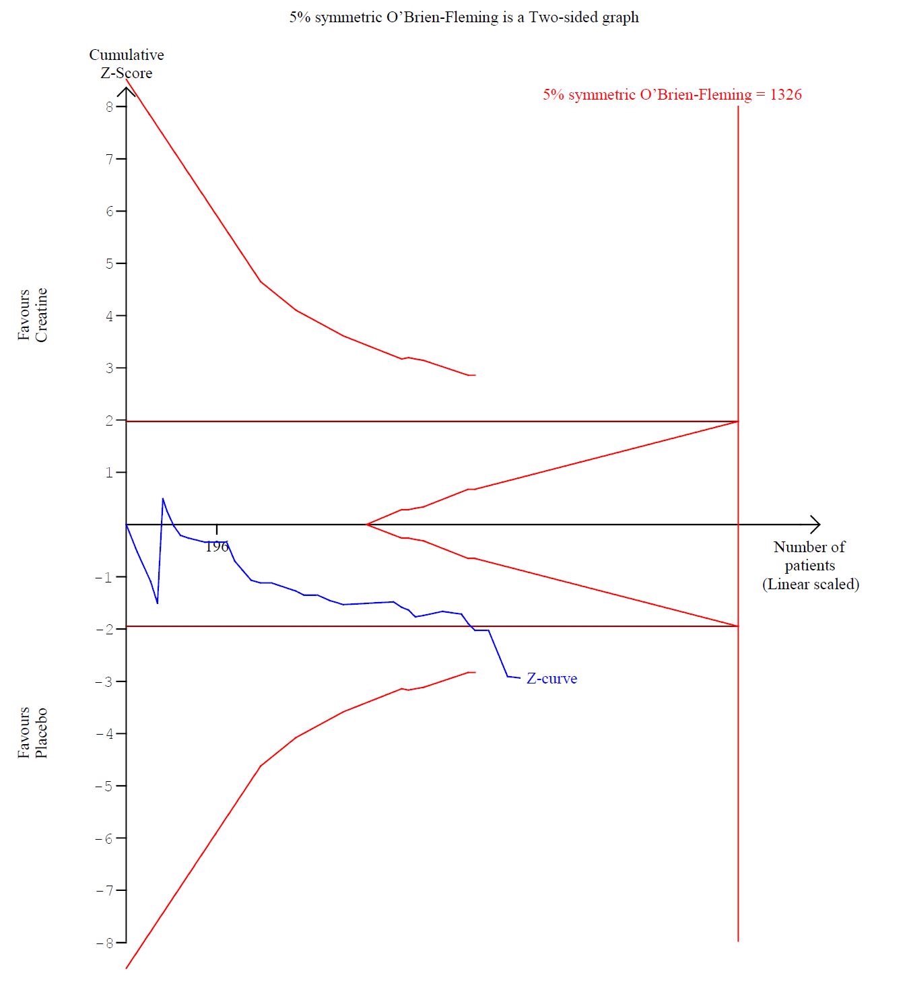 5% symmetric O’Brien-Fleming is a Two-sided graph
Cumulative
Z-Score
5% symmetric O’Brien-Fleming = 1326
8
7
6
5
4
3
2
1
-1
-2
-3
-4
-5
-6
-7
-8
Favours
Creatine
Favours
Placebo
196
Number of
patients
(Linear scaled)
Z-curve